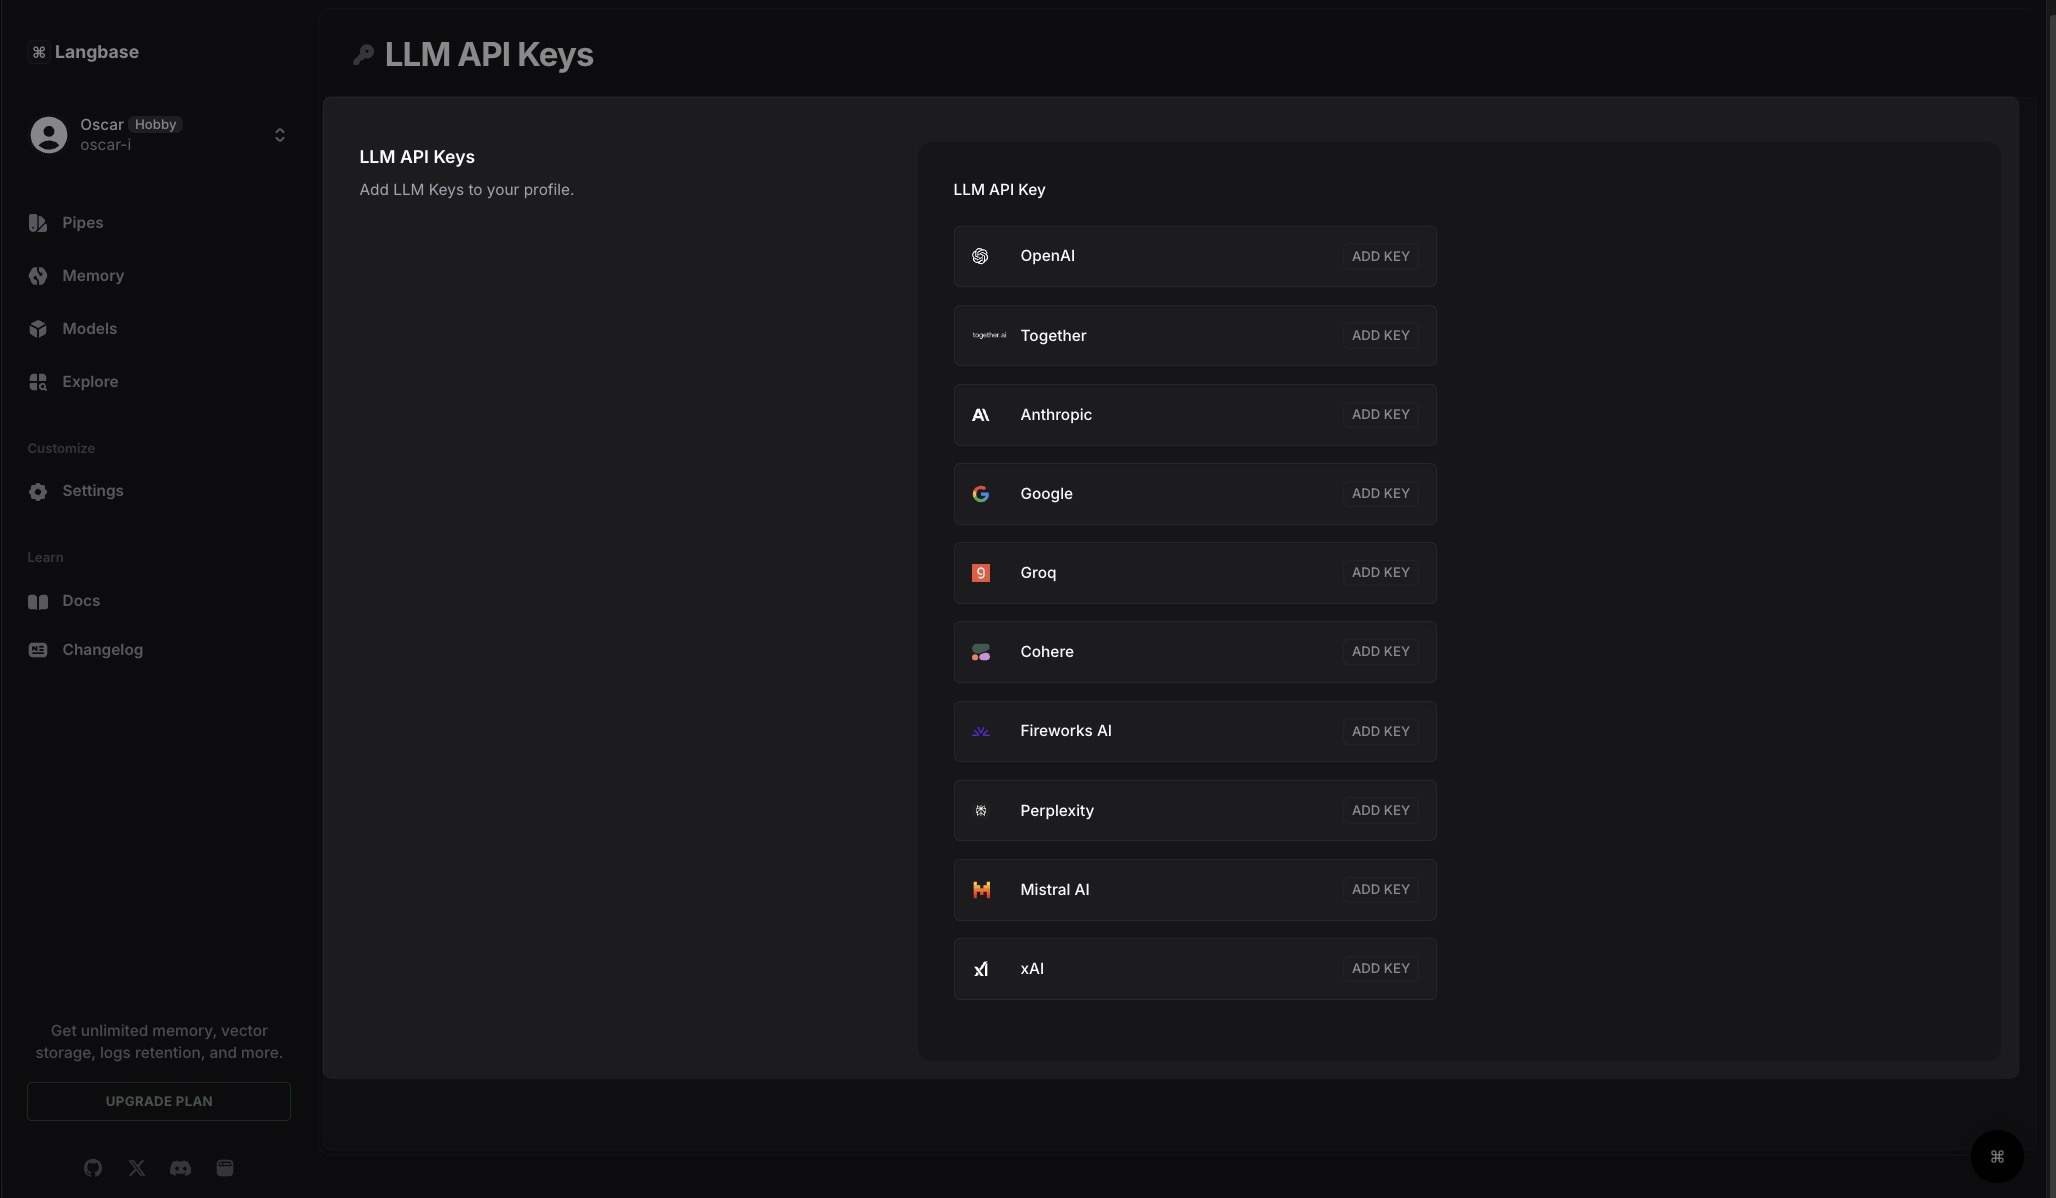 ⌘ Langbase
Oscar Hobby
oscar-i
Pipes
Memory
Models
Explore
Customize
Settings
Learn
Docs
Changelog
Get unlimited memory, vector
storage, logs retention, and more.
UPGRADE PLAN
LLM API Keys
LLM API Keys
Add LLM Keys to your profile.
LLM API Key
OpenAI ADD KEY
together.ai Together ADD KEY
Anthropic ADD KEY
Google ADD KEY
Groq ADD KEY
Cohere ADD KEY
Fireworks AI ADD KEY
Perplexity ADD KEY
Mistral AI ADD KEY
xAI ADD KEY
⌘